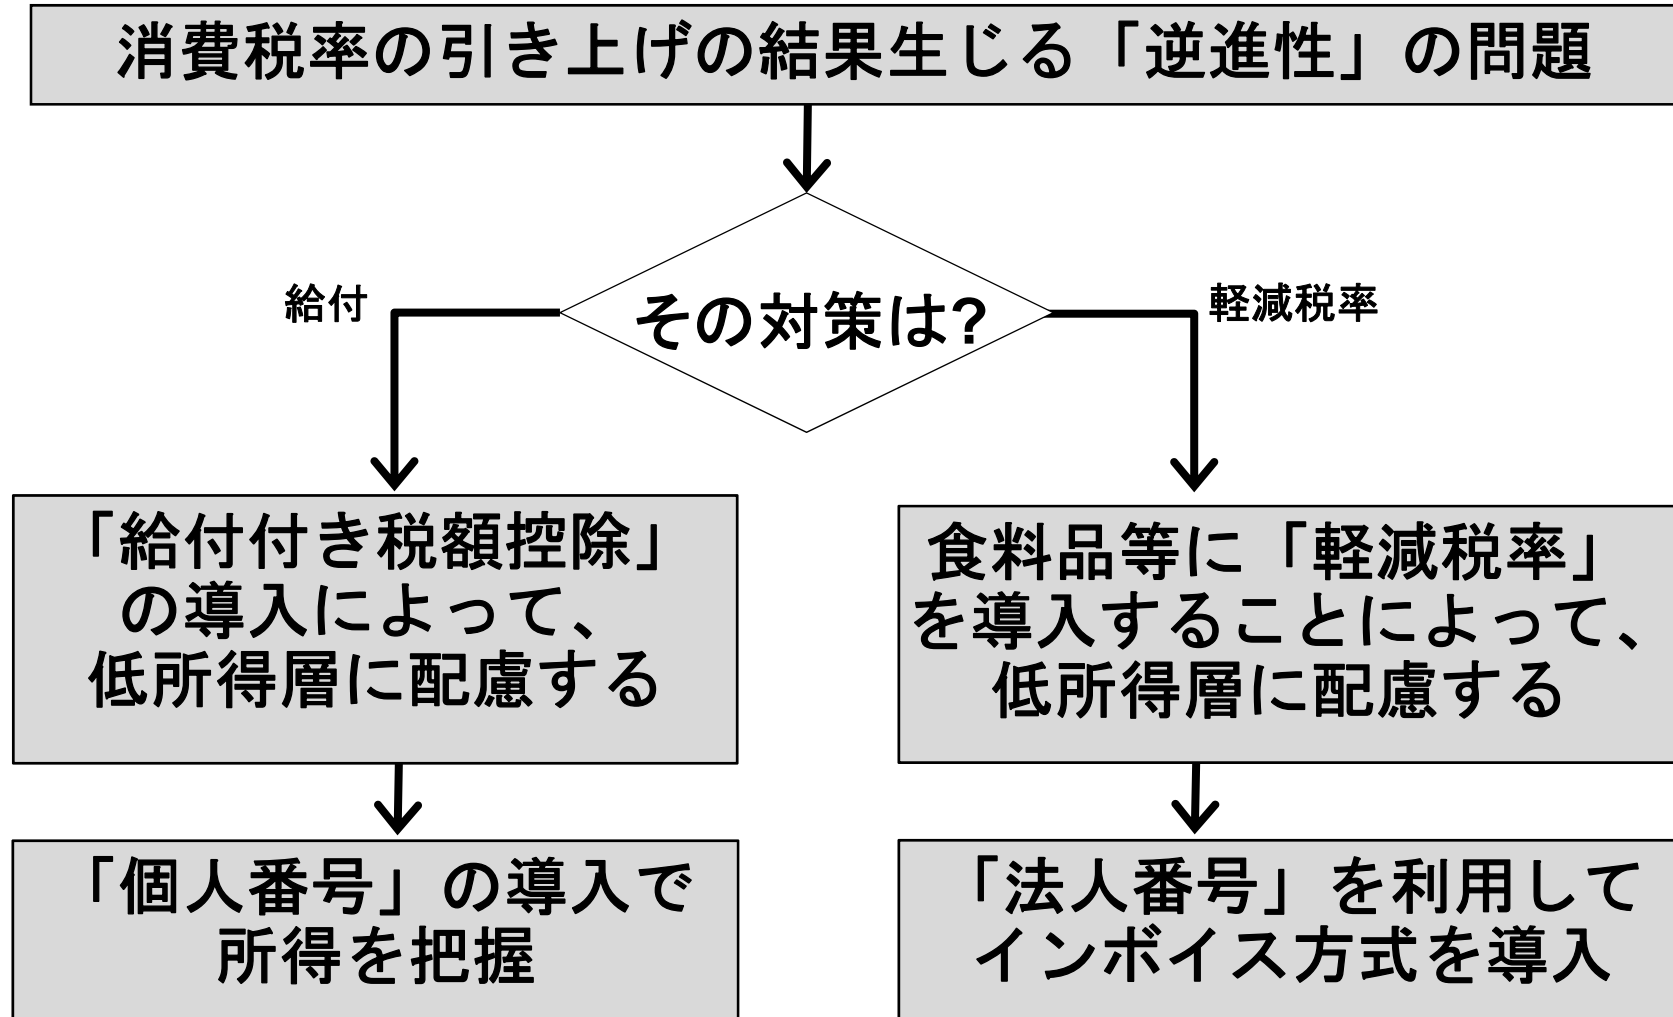 消費税率の引き上げの結果生じる「逆進性」の問題
給付
その対策は?
軽減税率
「給付付き税額控除」
の導入によって、
低所得層に配慮する
食料品等に「軽減税率」
を導入することによって、
低所得層に配慮する
「個人番号」の導入で
所得を把握
「法人番号」を利用して
インボイス方式を導入